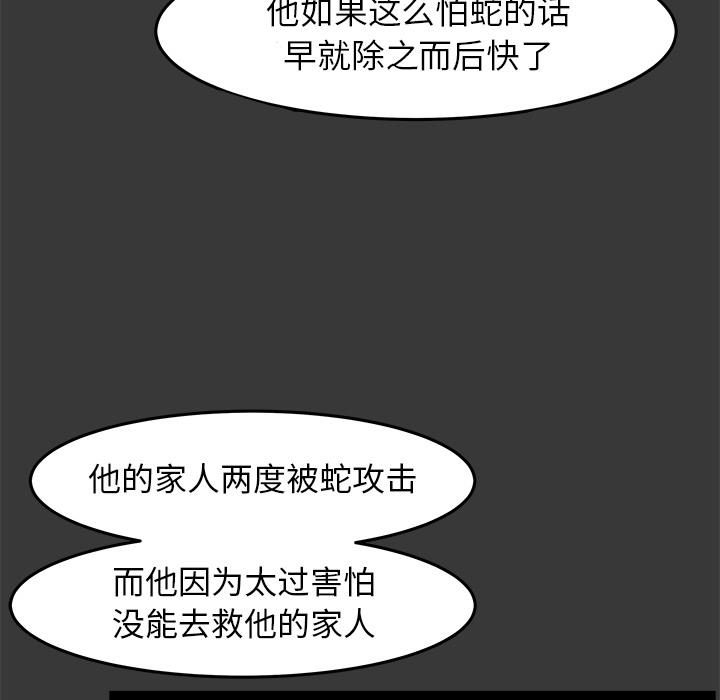 他如果这么怕蛇的话
早就除之而后快了
他的家人两度被蛇攻击
而他因为太过害怕
没能去救他的家人